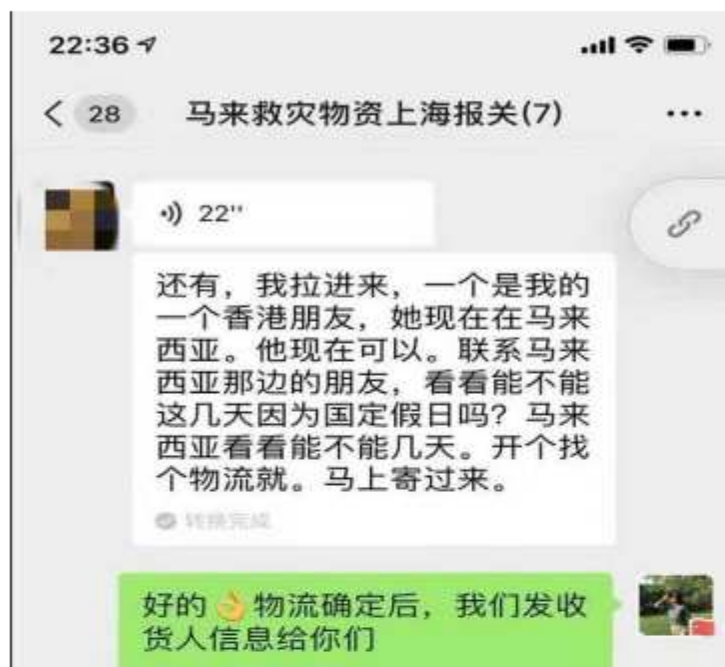 22:36
28 马来救灾物资上海报关(7) ...
22''
还有，我拉进来，一个是我的
一个香港朋友，她现在在马来
西亚。他现在可以。联系马来
西亚那边的朋友，看看能不能
这几天因为国定假日吗？马来
西亚看看能不能几天。开个找
个物流就。马上寄过来。
转换完成
好的👌物流确定后，我们发收
货人信息给你们